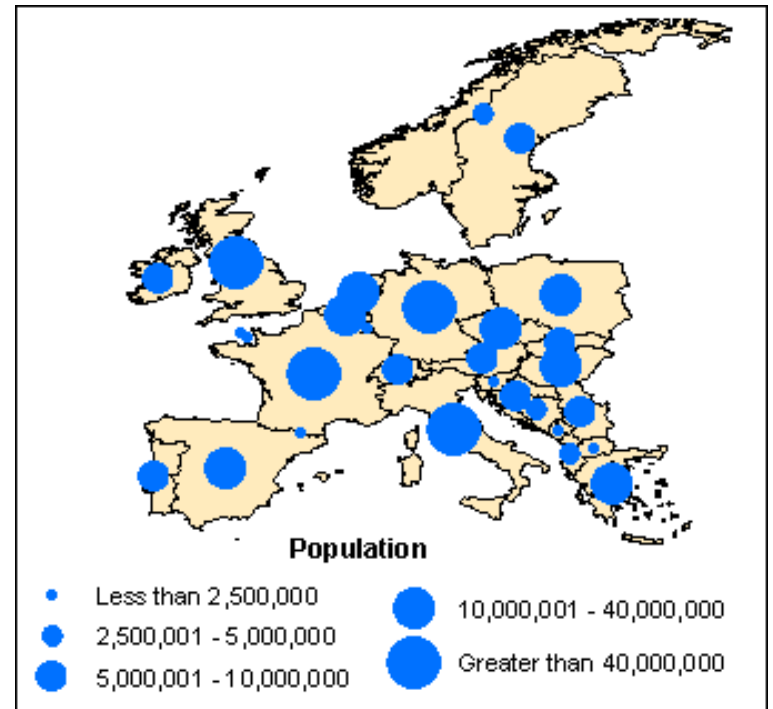 Population
Less than 2,500,000
2,500,001 - 5,000,000
5,000,001 - 10,000,000
10,000,001 - 40,000,000
Greater than 40,000,000